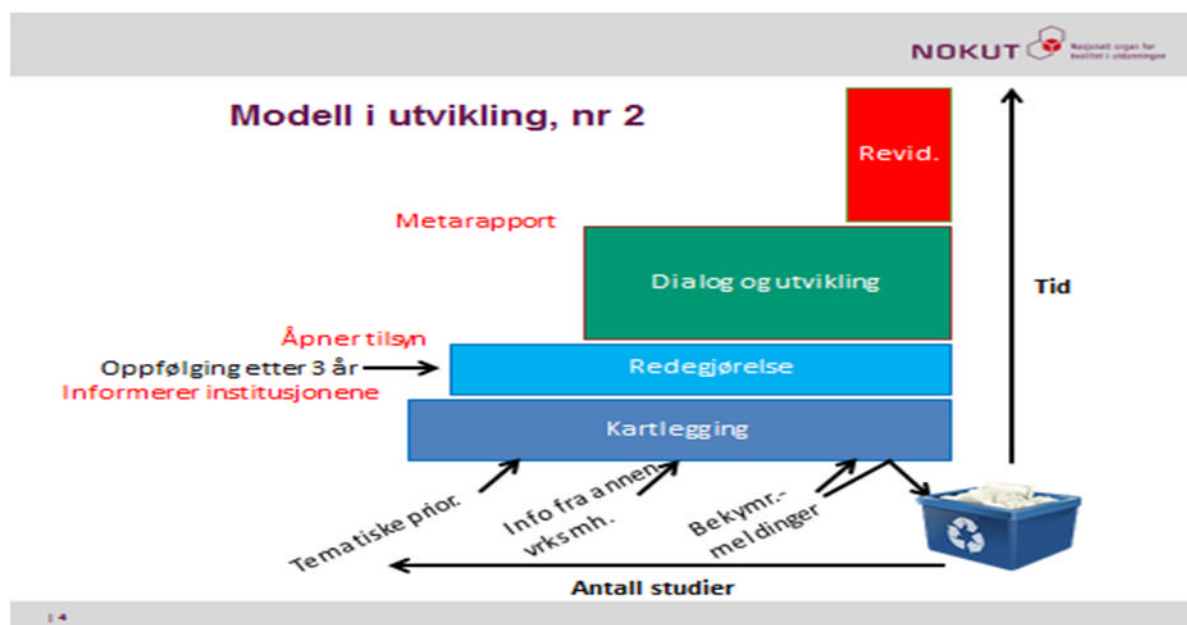 NOKUT
Nasjonalt organ for
kvalitet i utdanningen
Modell i utvikling, nr 2
Revid.
Metarapport
Dialog og utvikling
Tid
Åpner tilsyn
Oppfølging etter 3 år
Redegjørelse
Informerer institusjonene
Kartlegging
Tematiske prior.
Info fra annen
vrksmh.
Bekymr.-
meldinger
Antall studier
| 4